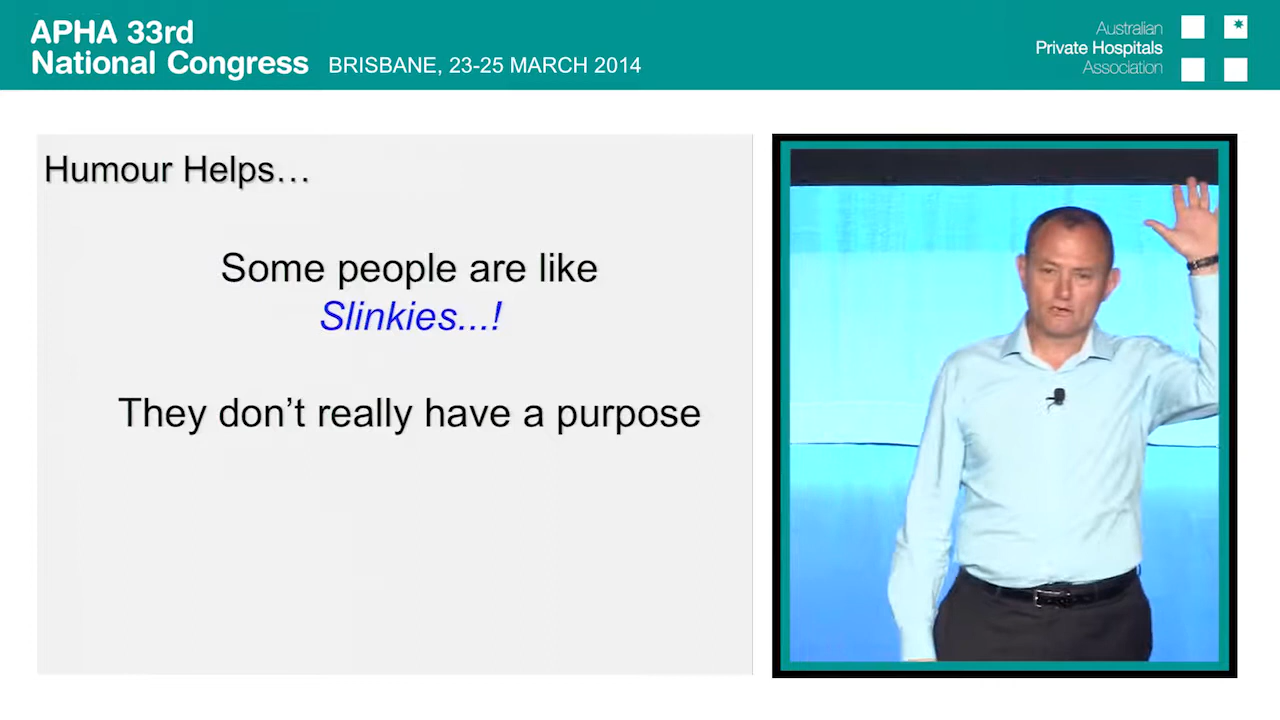 APHA 33rd
National Congress BRISBANE, 23-25 MARCH 2014
Australian
Private Hospitals
Association
Humour Helps…
Some people are like
Slinkies...!
They don’t really have a purpose